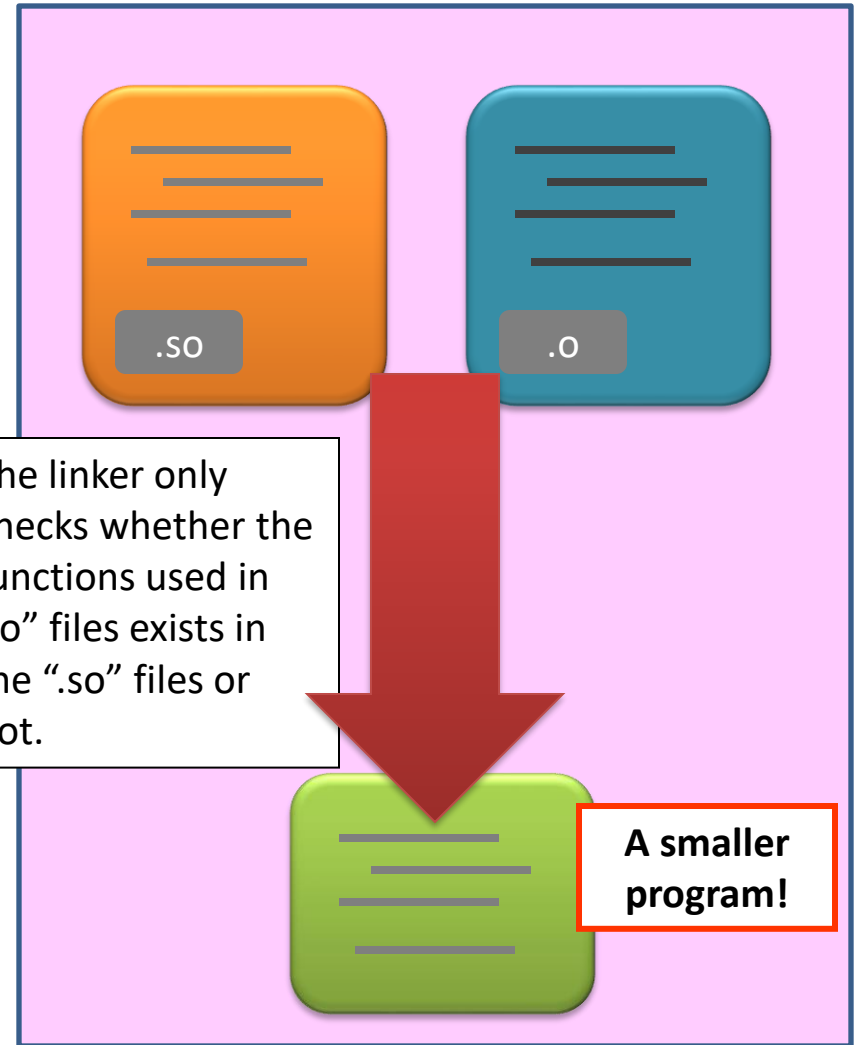 .so
.o
he linker only
hecks whether the
unctions used in
o” files exists in
he “.so” files or
ot.
A smaller
program!